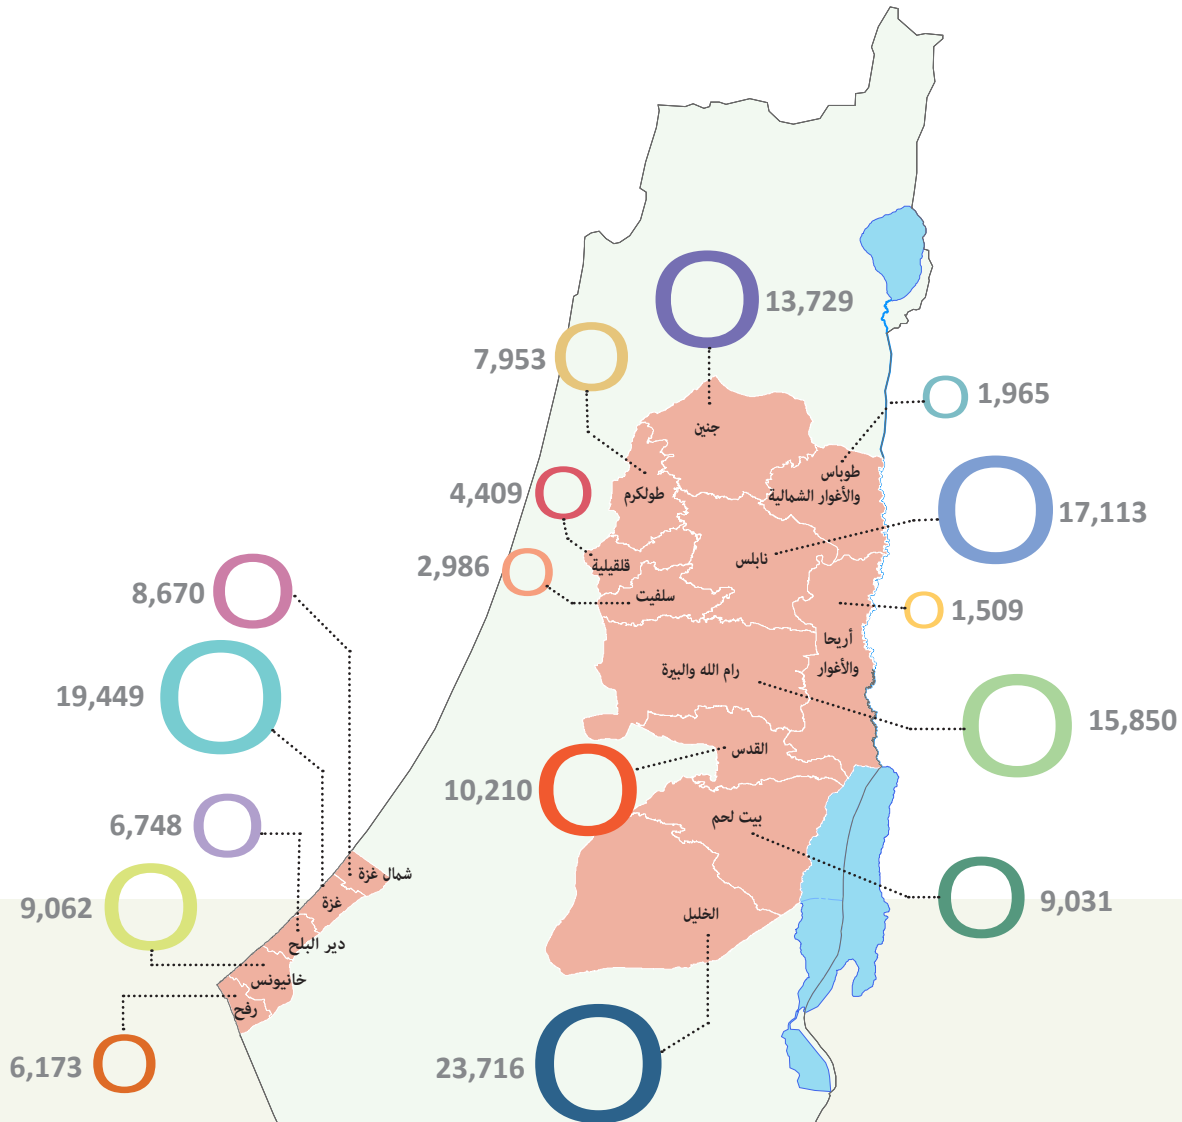 13,729
7,953
1,965
جنين
طوباس
والأغوار الشمالية
طولكرم
4,409
17,113
نابلس
قلقيلية
2,986
سلفيت
8,670
1,509
أريحا
والأغوار
رام الله والبيرة
19,449
15,850
القدس
10,210
بيت لحم
6,748
شمال غزة
غزة
9,062
9,031
الخليل
دير البلح
خانيونس
رفح
6,173
23,716